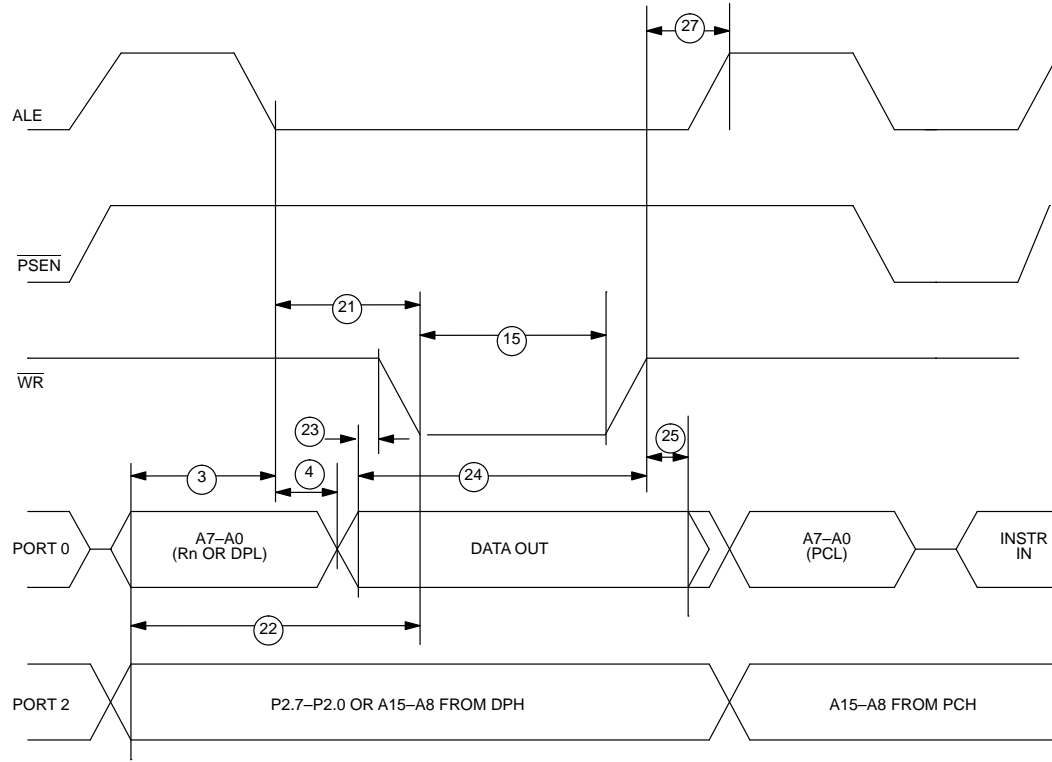 27
ALE
PSEN
21
15
WR
23
25
3
4
24
PORT 0
A7–A0
(Rn OR DPL)
DATA OUT
A7–A0
(PCL)
INSTR
IN
22
PORT 2
P2.7–P2.0 OR A15–A8 FROM DPH
A15–A8 FROM PCH